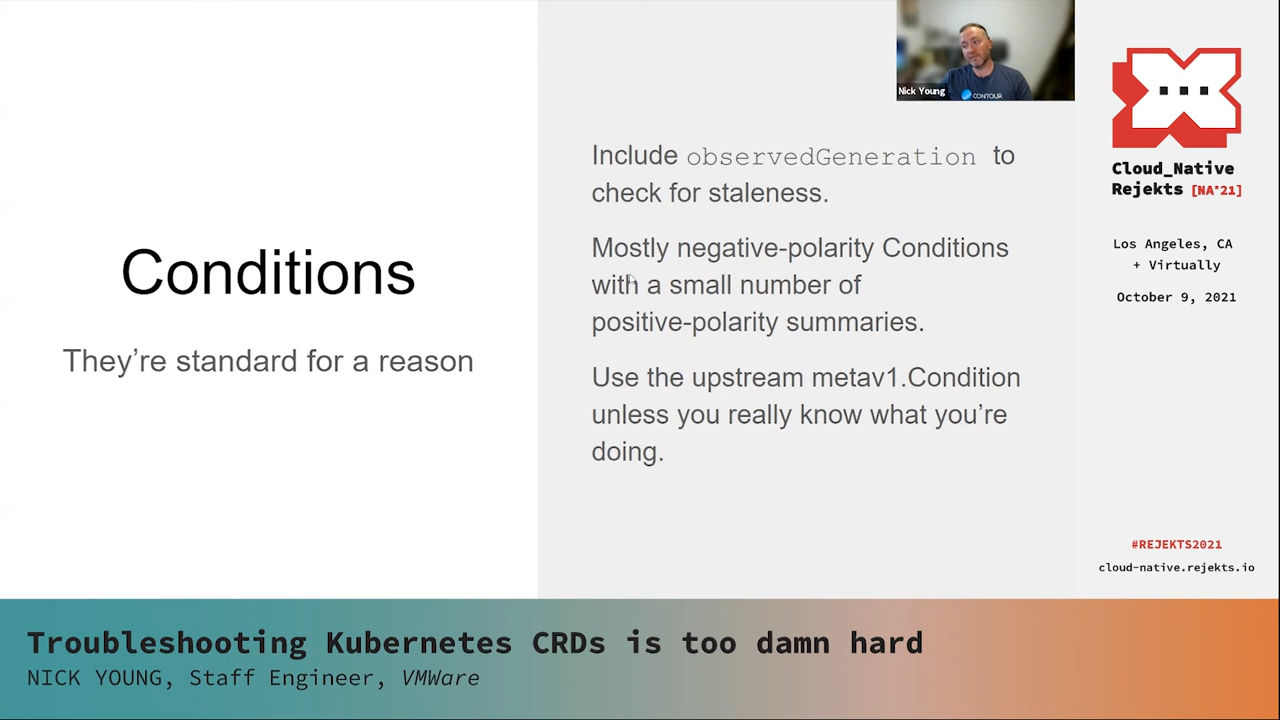 Conditions
They're standard for a reason
Include observedGeneration to
check for staleness.
Mostly negative-polarity Conditions
with a small number of
positive-polarity summaries.
Use the upstream metav1.Condition
unless you really know what you're
doing.
Nick Young
CONTOUR
Cloud_Native
Rejekts [NA'21]
Los Angeles, CA
+ Virtually
October 9, 2021
#REJEKTS2021
cloud-native.rejekts.io
Troubleshooting Kubernetes CRDs is too damn hard
NICK YOUNG, Staff Engineer, VMWare